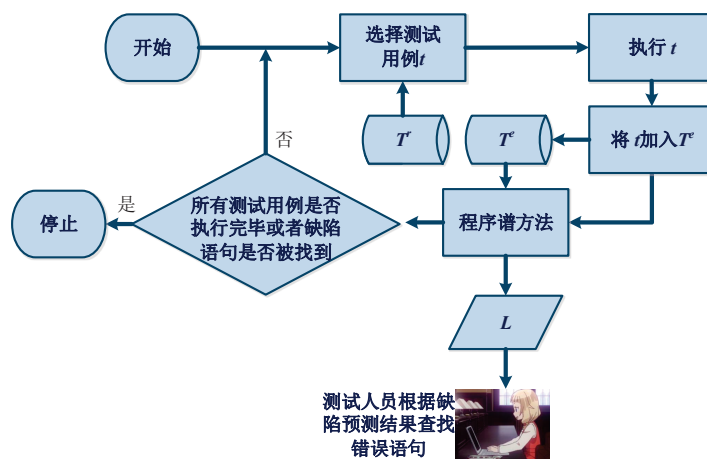 开始
选择测试
用例t
执行 t
T^r
T^e
将 t加入T^e
否
是
停止
所有测试用例是否
执行完毕或者缺陷
语句是否被找到
程序谱方法
L
测试人员根据缺
陷预测结果查找
错误语句